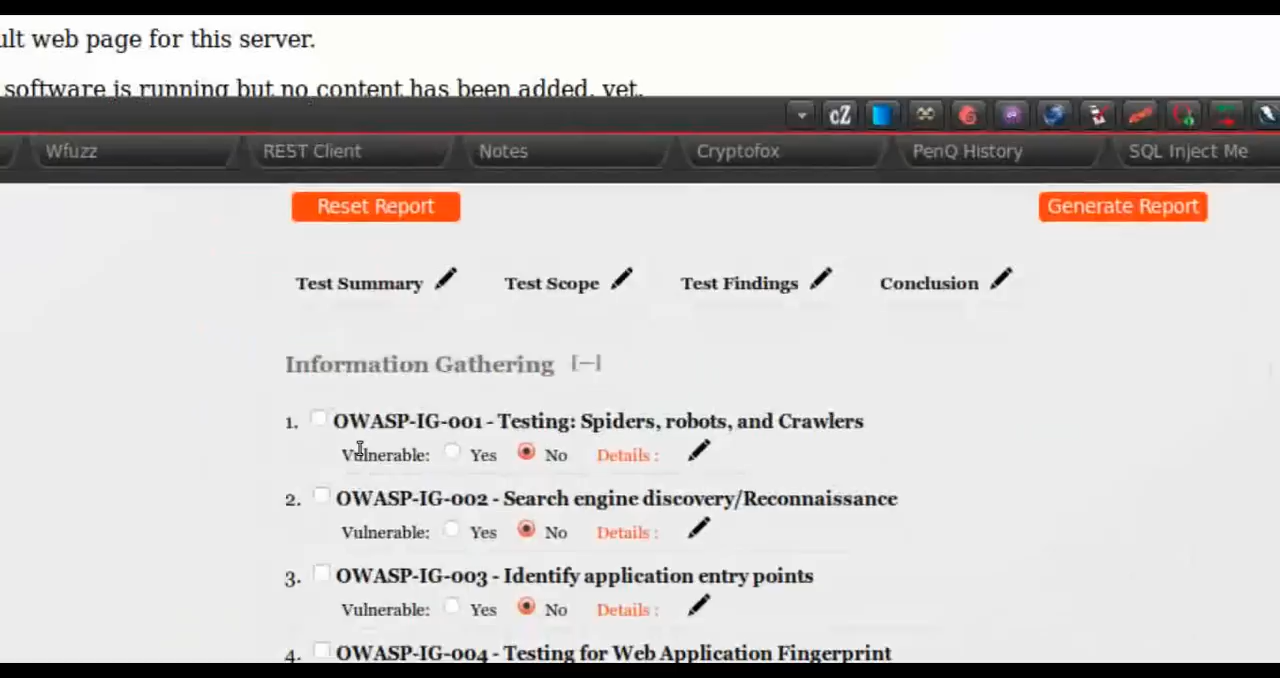 ult web page for this server.
software is running but no content has been added, yet.
cZ
Wfuzz REST Client Notes Cryptofox PenQ History SQL Inject Me
Reset Report Generate Report
Test Summary Test Scope Test Findings Conclusion
Information Gathering [—]
1. OWASP-IG-001 - Testing: Spiders, robots, and Crawlers
Vulnerable: Yes No Details :
2. OWASP-IG-002 - Search engine discovery/Reconnaissance
Vulnerable: Yes No Details :
3. OWASP-IG-003 - Identify application entry points
Vulnerable: Yes No Details :
4. OWASP-IG-004 - Testing for Web Application Fingerprint